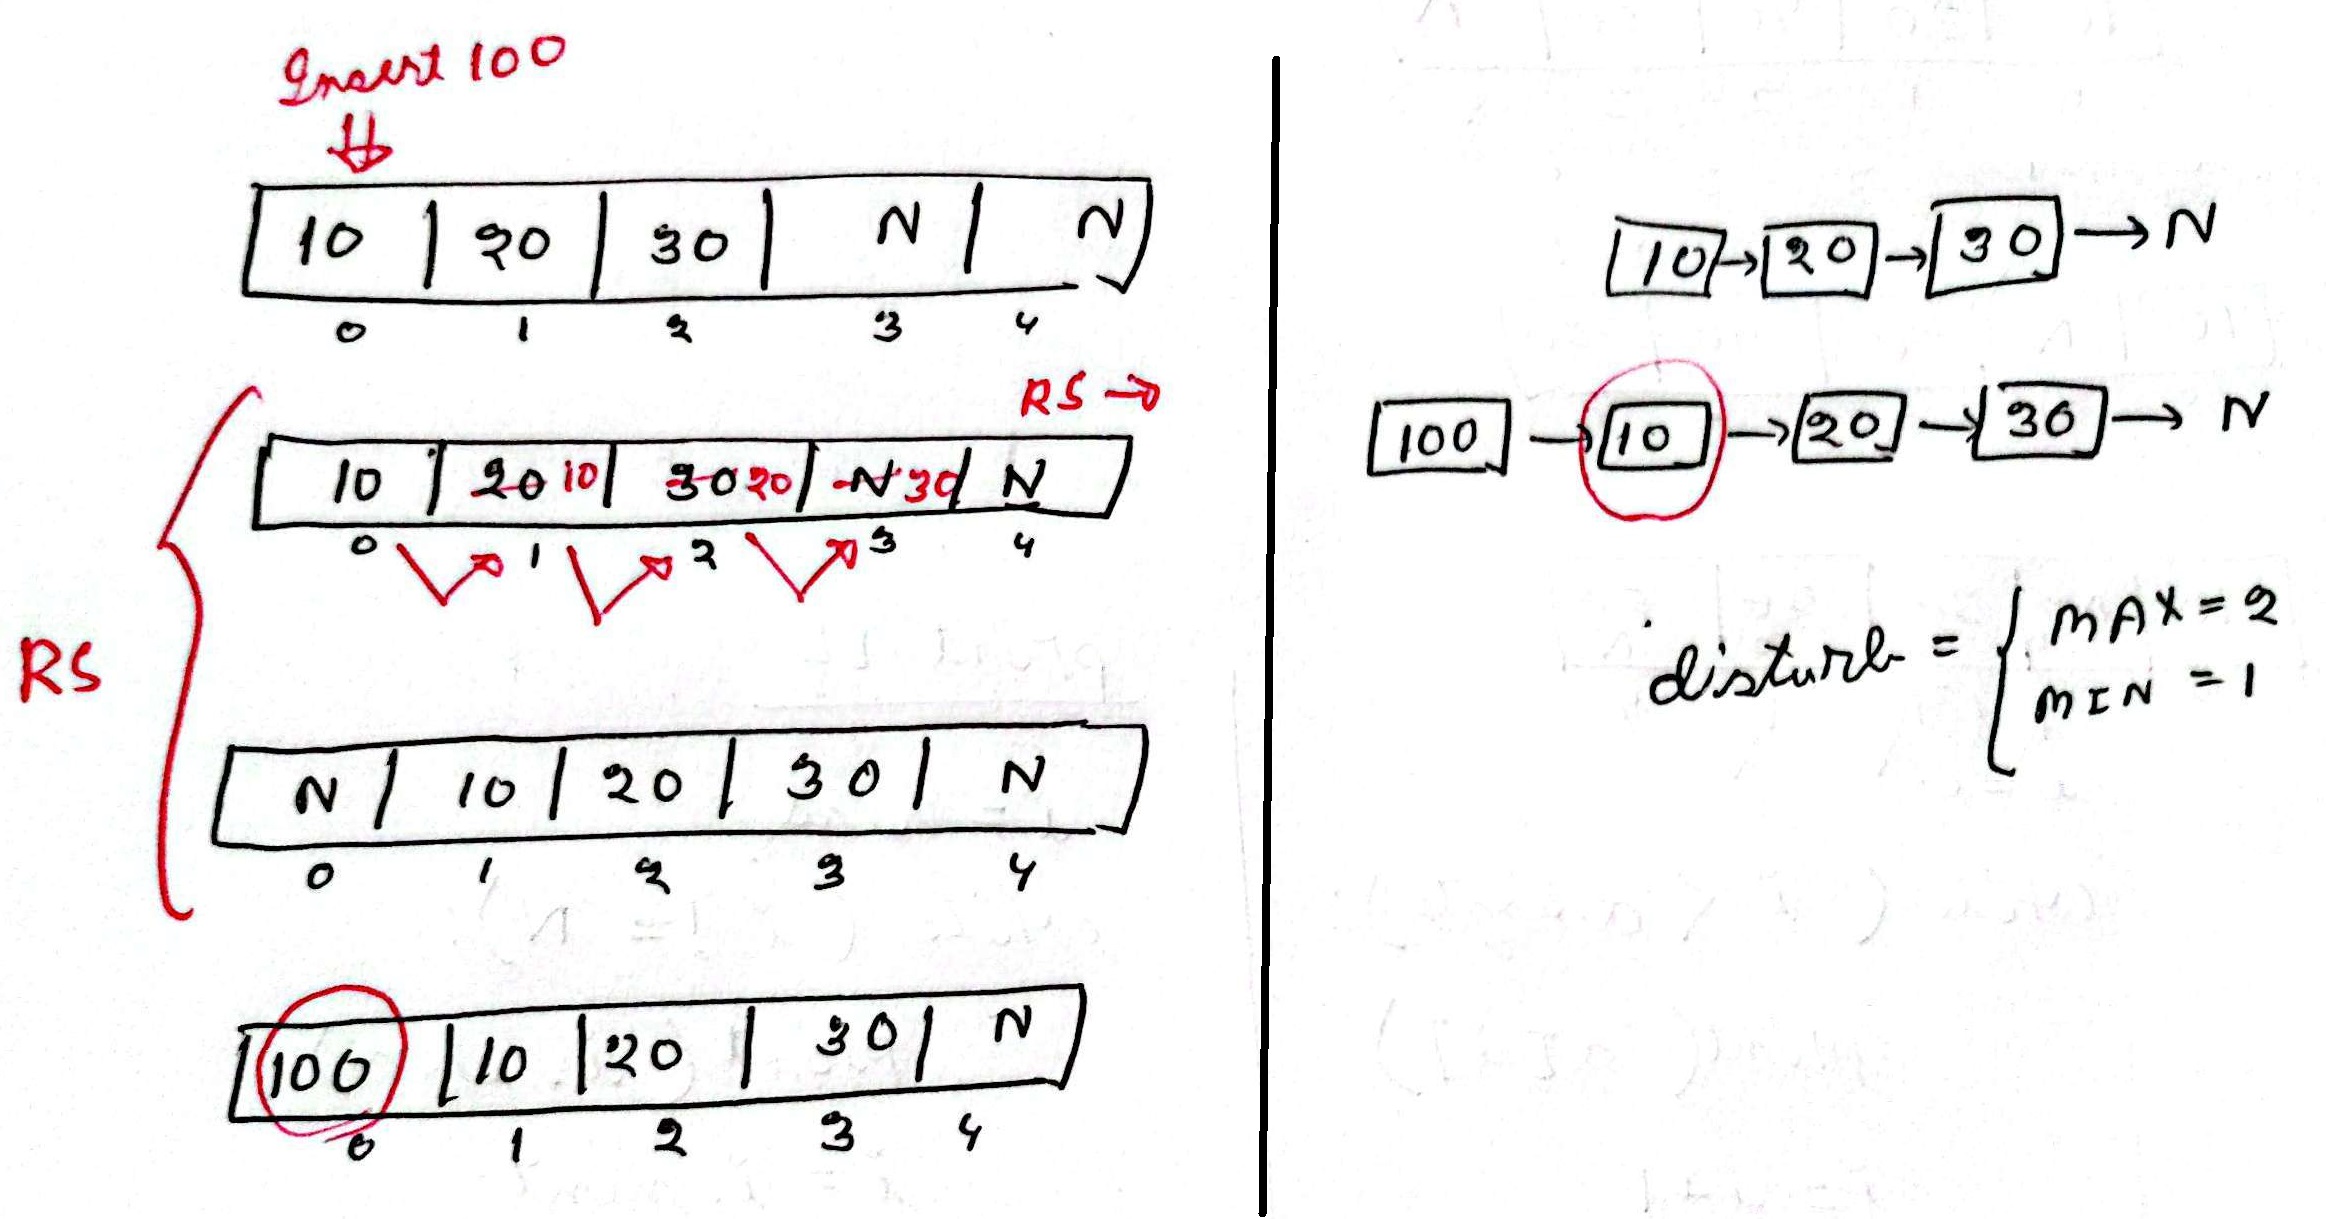 Insert 100
10 20 30 N N
0 1 2 3 4
RS →
10 20 10 30 20 N 30 N
0 1 2 3 4
RS
N 10 20 30 N
0 1 2 3 4
100 10 20 30 N
0 1 2 3 4
10 → 20 → 30 → N
100 → 10 → 20 → 30 → N
disturb = { MAX = 2
MIN = 1